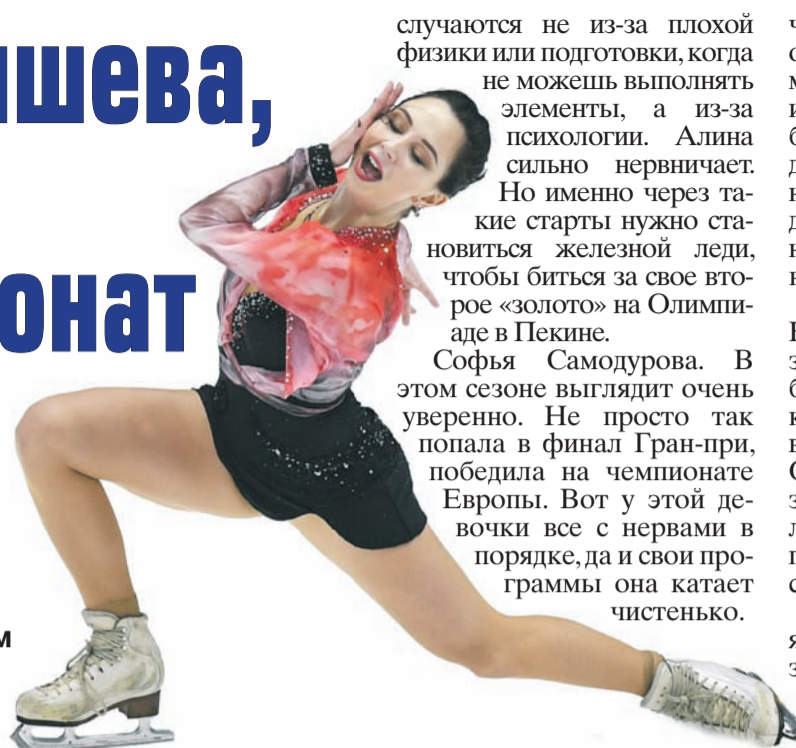 ишева,
онат
м
случаются не из-за плохой
физики или подготовки, когда
не можешь выполнять
элементы, а из-за
психологии. Алина
сильно нервничает.
Но именно через та-
кие старты нужно ста-
новиться железной леди,
чтобы биться за свое вто-
рое «золото» на Олимпи-
аде в Пекине.
Софья Самодурова. В
этом сезоне выглядит очень
уверенно. Не просто так
попала в финал Гран-при,
победила на чемпионате
Европы. Вот у этой де-
вочки все с нервами в
порядке, да и свои про-
граммы она катает
чистенько.